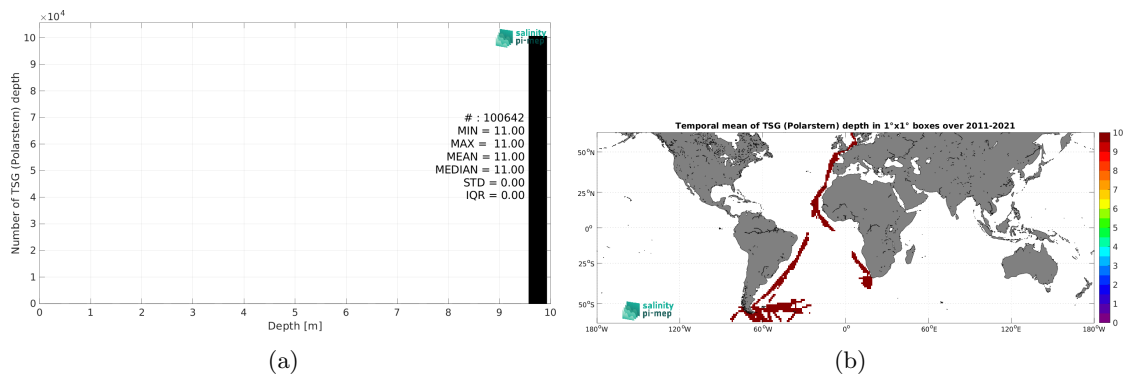 ×10⁴
10
9
8
7
6
5
4
3
2
1
0
Number of TSG (Polarstern) depth
salinity
pi-mep
# : 100642
MIN = 11.00
MAX = 11.00
MEAN = 11.00
MEDIAN = 11.00
STD = 0.00
IQR = 0.00
0 1 2 3 4 5 6 7 8 9 10
Depth [m]
(a)
Temporal mean of TSG (Polarstern) depth in 1°x1° boxes over 2011-2021
50°N
25°N
0°
25°S
50°S
salinity
pi-mep
180°W 120°W 60°W 0° 60°E 120°E 180°E
10
9
8
7
6
5
4
3
2
1
0
(b)